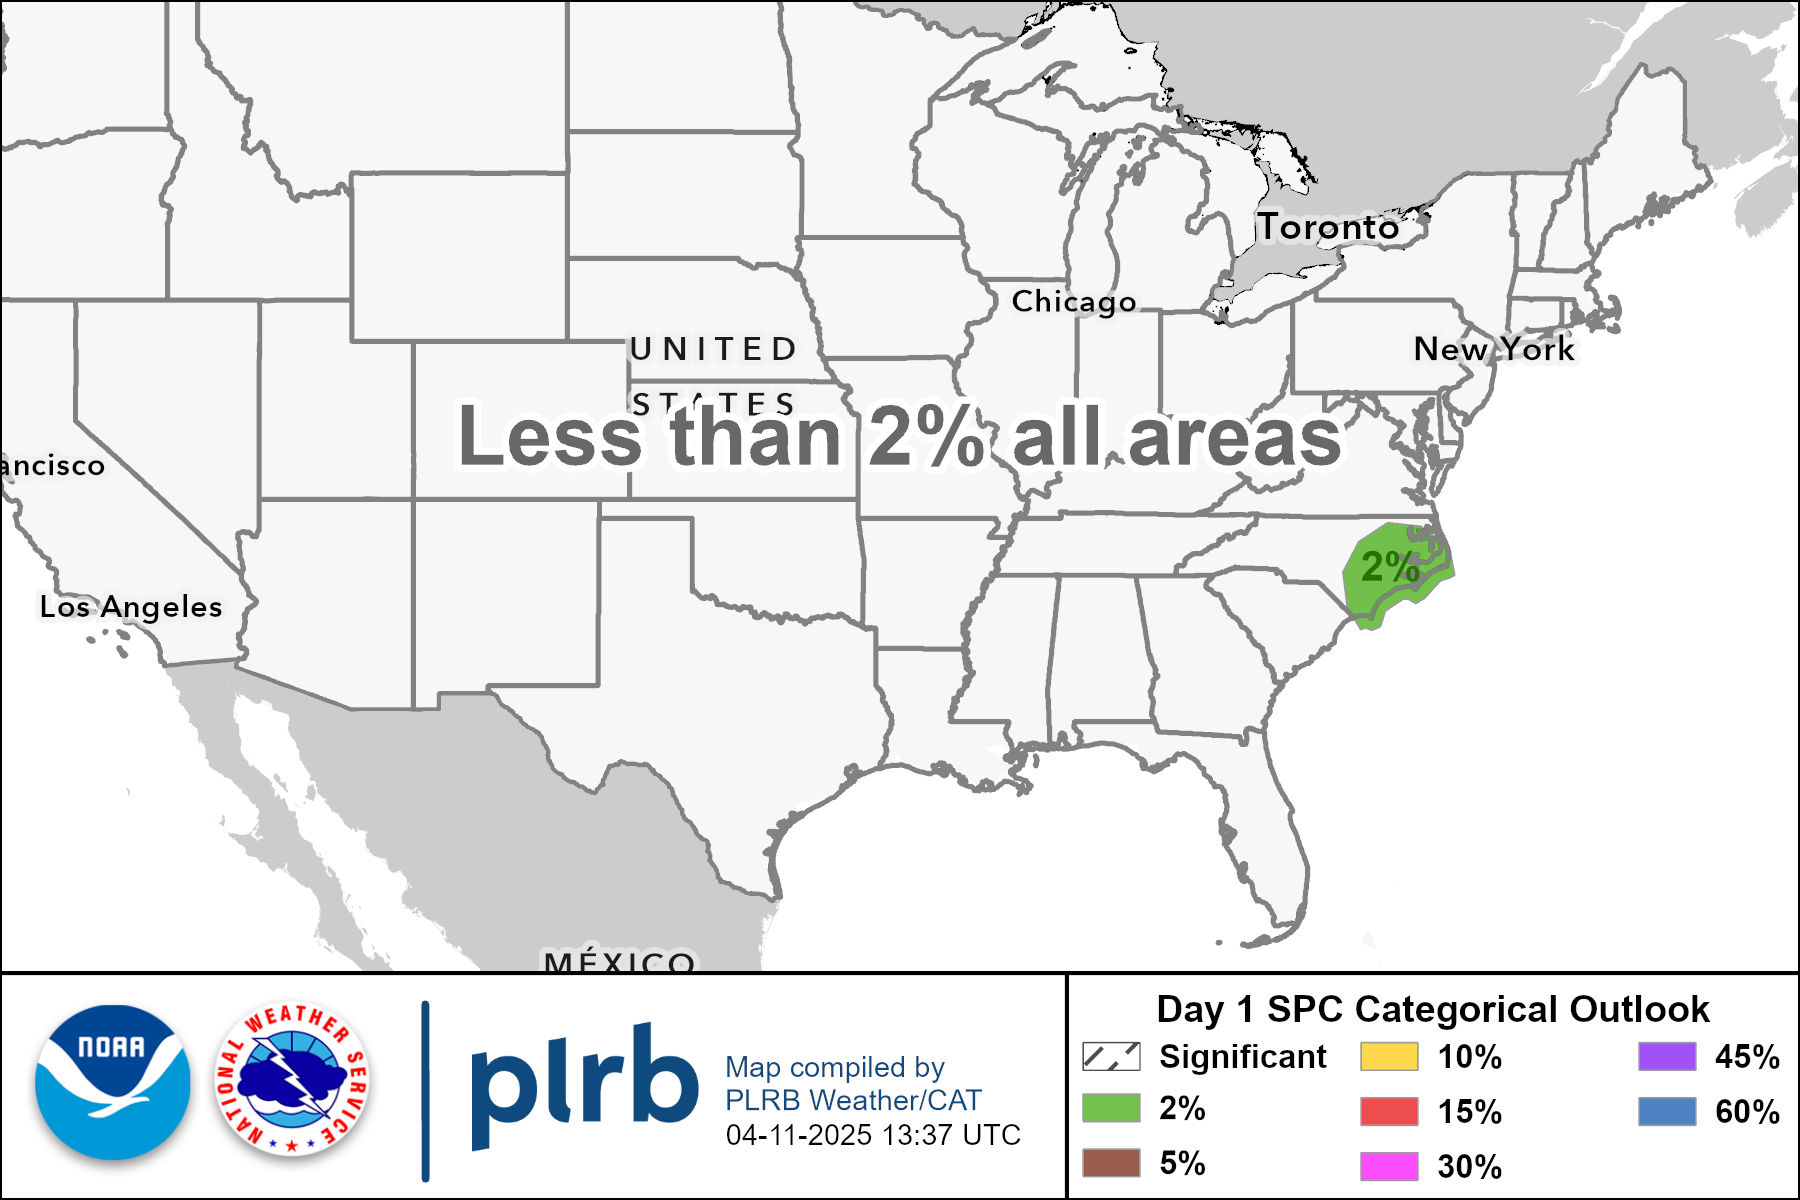 Toronto
Chicago
New York
UNITED
STATES
Less than 2% all areas
ancisco
2%
Los Angeles
MÉXICO
NOAA
NATIONAL WEATHER SERVICE
plrb
Map compiled by
PLRB Weather/CAT
04-11-2025 13:37 UTC
Day 1 SPC Categorical Outlook
Significant
2%
5%
10%
15%
30%
45%
60%